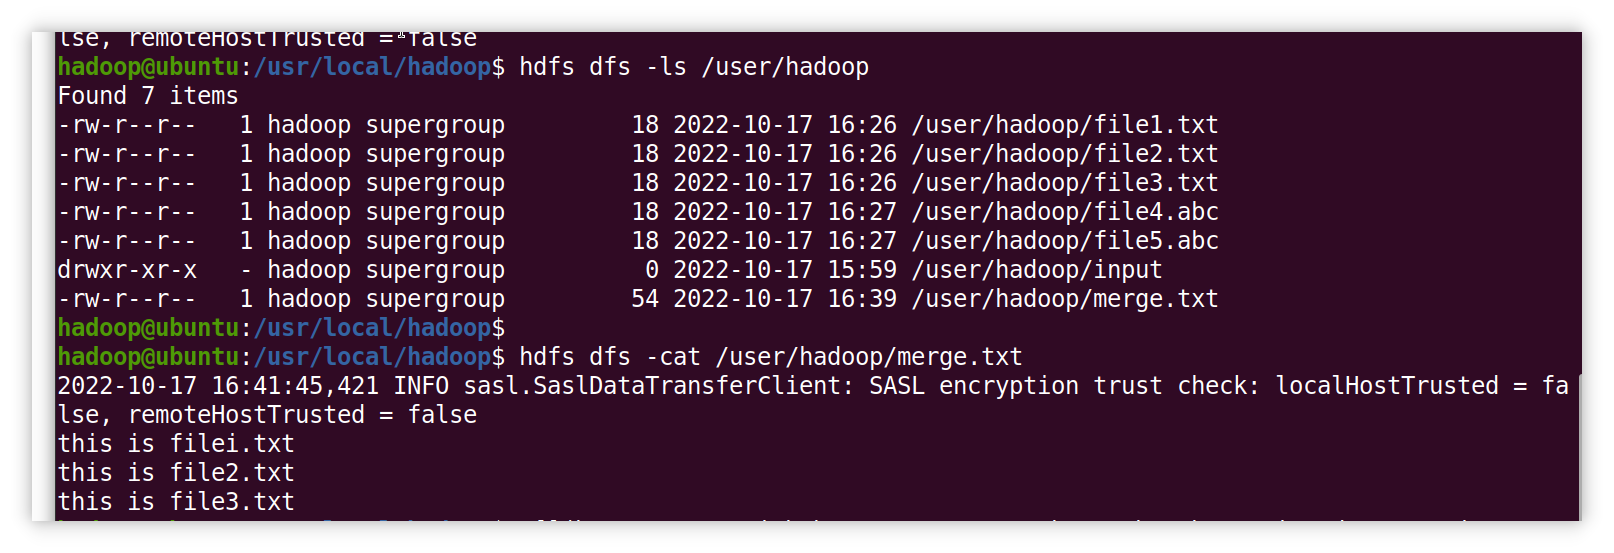 lse, remoteHostTrusted = false
hadoop@ubuntu:/usr/local/hadoop$ hdfs dfs -ls /user/hadoop
Found 7 items
-rw-r--r--   1 hadoop supergroup         18 2022-10-17 16:26 /user/hadoop/file1.txt
-rw-r--r--   1 hadoop supergroup         18 2022-10-17 16:26 /user/hadoop/file2.txt
-rw-r--r--   1 hadoop supergroup         18 2022-10-17 16:26 /user/hadoop/file3.txt
-rw-r--r--   1 hadoop supergroup         18 2022-10-17 16:27 /user/hadoop/file4.abc
-rw-r--r--   1 hadoop supergroup         18 2022-10-17 16:27 /user/hadoop/file5.abc
drwxr-xr-x   - hadoop supergroup          0 2022-10-17 15:59 /user/hadoop/input
-rw-r--r--   1 hadoop supergroup         54 2022-10-17 16:39 /user/hadoop/merge.txt
hadoop@ubuntu:/usr/local/hadoop$
hadoop@ubuntu:/usr/local/hadoop$ hdfs dfs -cat /user/hadoop/merge.txt
2022-10-17 16:41:45,421 INFO sasl.SaslDataTransferClient: SASL encryption trust check: localHostTrusted = fa
lse, remoteHostTrusted = false
this is filei.txt
this is file2.txt
this is file3.txt